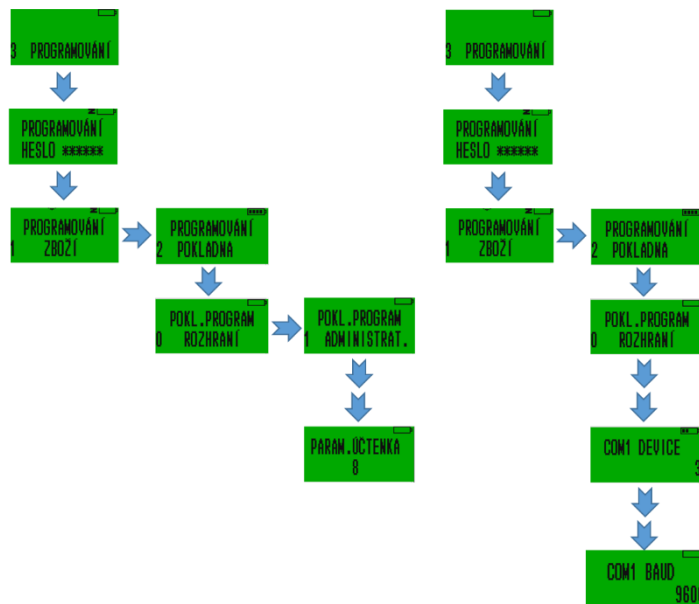 3 PROGRAMOVÁNÍ
PROGRAMOVÁNÍ
HESLO ******
PROGRAMOVÁNÍ
1 ZBOŽÍ
PROGRAMOVÁNÍ
2 POKLADNA
POKL.PROGRAM
0 ROZHRANÍ
POKL.PROGRAM
1 ADMINISTRAT.
PARAM.ÚČTENKA
8
3 PROGRAMOVÁNÍ
PROGRAMOVÁNÍ
HESLO ******
PROGRAMOVÁNÍ
1 ZBOŽÍ
PROGRAMOVÁNÍ
2 POKLADNA
POKL.PROGRAM
0 ROZHRANÍ
COM1 DEVICE
3
COM1 BAUD
960